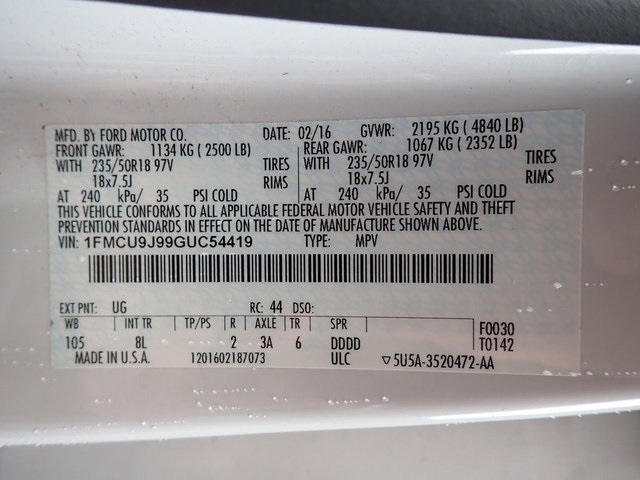 MFD. BY FORD MOTOR CO. DATE: 02/16 GVWR: 2195 KG ( 4840 LB)
FRONT GAWR: 1134 KG ( 2500 LB) REAR GAWR: 1067 KG ( 2352 LB)
WITH 235/50R18 97V TIRES WITH 235/50R18 97V TIRES
18x7.5J RIMS 18x7.5J RIMS
AT 240 kPa/ 35 PSI COLD AT 240 kPa/ 35 PSI COLD
THIS VEHICLE CONFORMS TO ALL APPLICABLE FEDERAL MOTOR VEHICLE SAFETY AND THEFT
PREVENTION STANDARDS IN EFFECT ON THE DATE OF MANUFACTURE SHOWN ABOVE.
VIN: 1FMCU9J99GUC54419 TYPE: MPV
EXT PNT: UG RC: 44 DSO:
WB INT TR TP/PS R AXLE TR SPR F0030
105 8L 2 3A 6 DDDD T0142
MADE IN U.S.A. 1201602187073 ULC ▽5U5A-3520472-AA